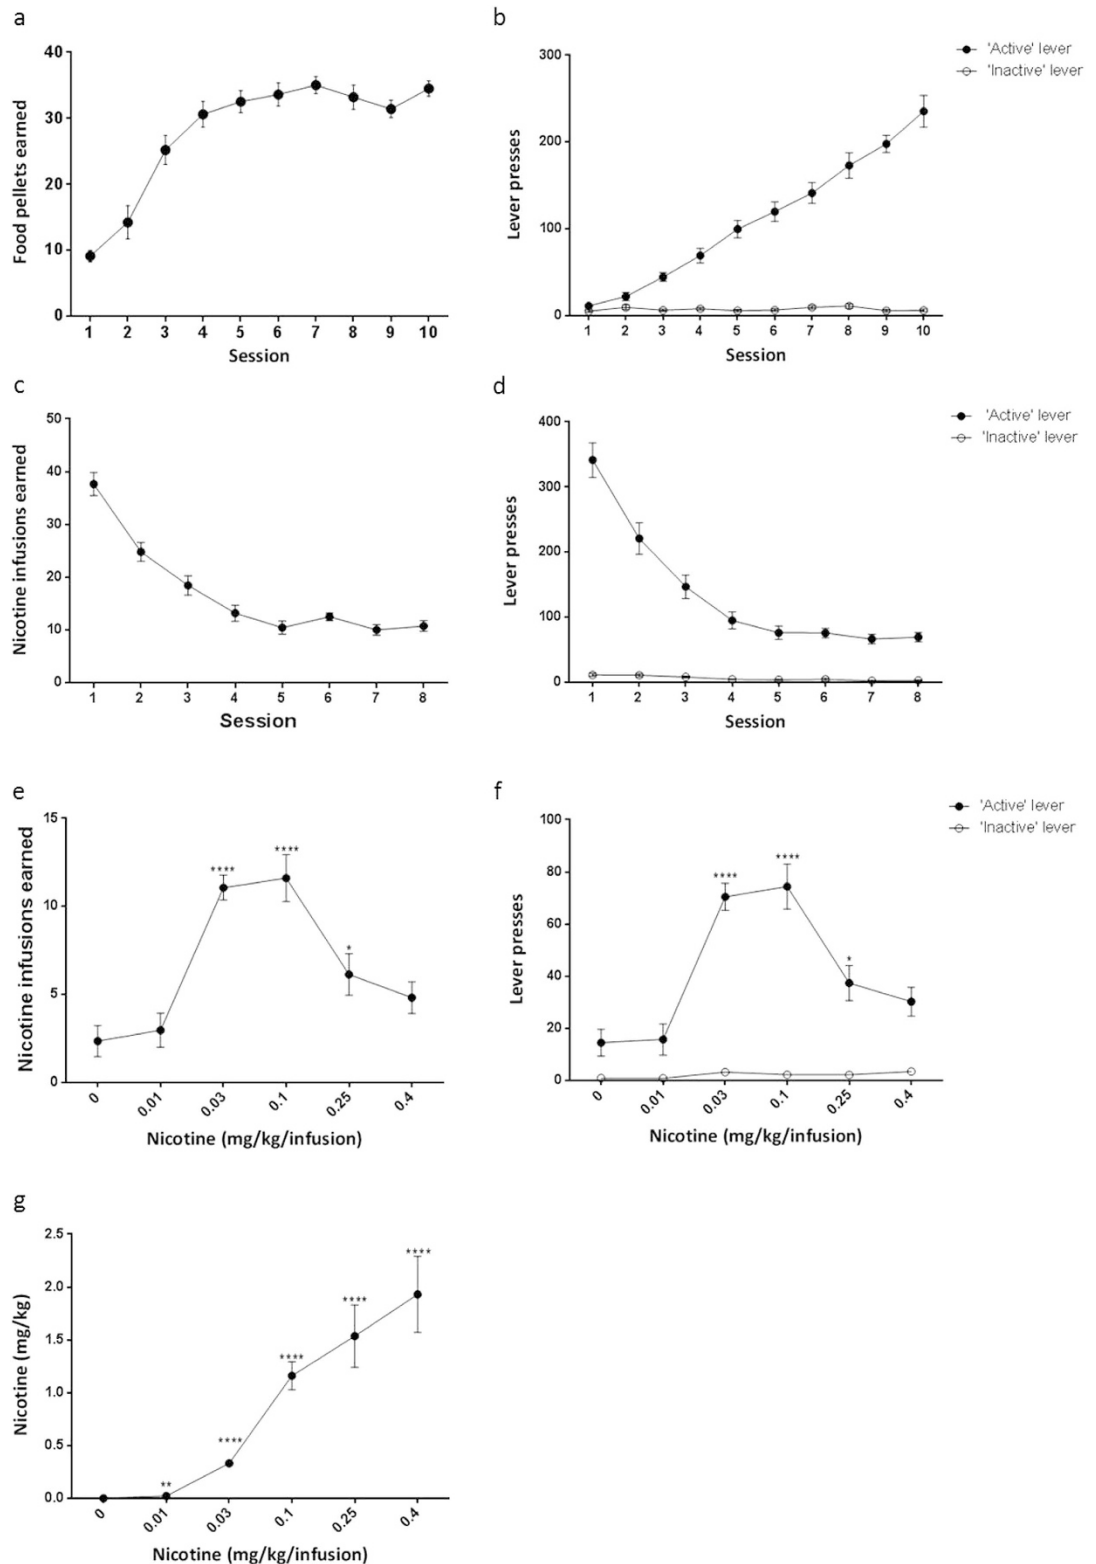 a
Food pellets earned
40
30
20
10
0
1 2 3 4 5 6 7 8 9 10
Session
b
Lever presses
300
200
100
0
1 2 3 4 5 6 7 8 9 10
Session
'Active' lever
'Inactive' lever
c
Nicotine infusions earned
50
40
30
20
10
0
1 2 3 4 5 6 7 8
Session
d
Lever presses
400
300
200
100
0
1 2 3 4 5 6 7 8
Session
'Active' lever
'Inactive' lever
e
Nicotine infusions earned
15
10
5
0
**** **** *
0 0.01 0.03 0.1 0.25 0.4
Nicotine (mg/kg/infusion)
f
Lever presses
100
80
60
40
20
0
**** **** *
0 0.01 0.03 0.1 0.25 0.4
Nicotine (mg/kg/infusion)
'Active' lever
'Inactive' lever
g
Nicotine (mg/kg)
2.5
2.0
1.5
1.0
0.5
0.0
** **** **** **** ****
0 0.01 0.03 0.1 0.25 0.4
Nicotine (mg/kg/infusion)